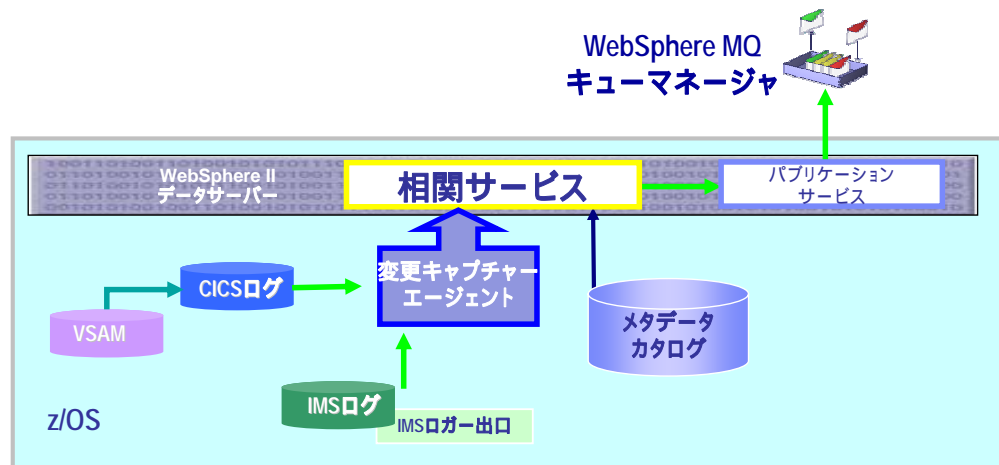 WebSphere MQ
キューマネージャ
WebSphere II
データサーバー
相関サービス
パブリケーション
サービス
変更キャプチャー
エージェント
CICSログ
VSAM
メタデータ
カタログ
IMSログ
IMSロガー出口
z/OS